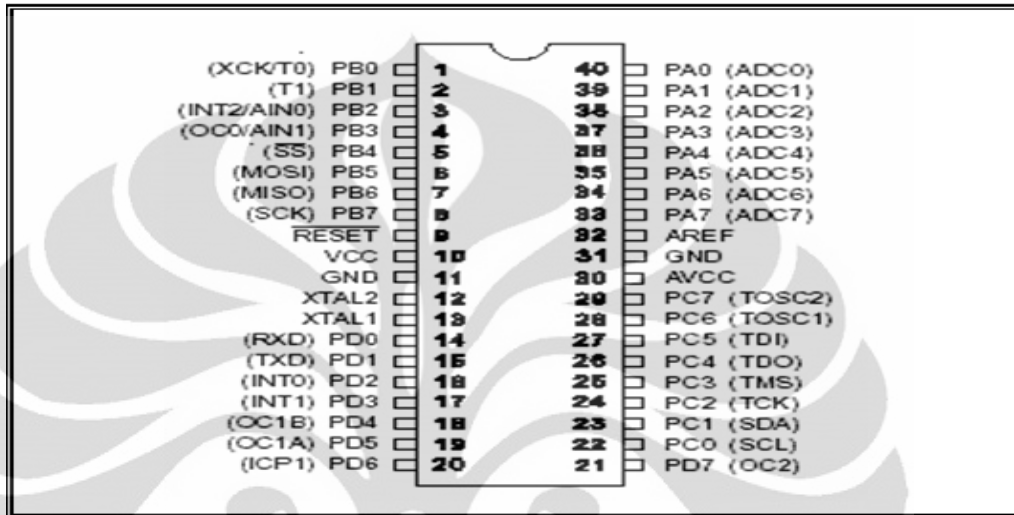 (XCK/T0) PB0 1 40 PA0 (ADC0)
(T1) PB1 2 39 PA1 (ADC1)
(INT2/AIN0) PB2 3 38 PA2 (ADC2)
(OC0/AIN1) PB3 4 37 PA3 (ADC3)
(SS) PB4 5 36 PA4 (ADC4)
(MOSI) PB5 6 35 PA5 (ADC5)
(MISO) PB6 7 34 PA6 (ADC6)
(SCK) PB7 8 33 PA7 (ADC7)
RESET 9 32 AREF
VCC 10 31 GND
GND 11 30 AVCC
XTAL2 12 29 PC7 (TOSC2)
XTAL1 13 28 PC6 (TOSC1)
(RXD) PD0 14 27 PC5 (TDI)
(TXD) PD1 15 26 PC4 (TDO)
(INT0) PD2 16 25 PC3 (TMS)
(INT1) PD3 17 24 PC2 (TCK)
(OC1B) PD4 18 23 PC1 (SDA)
(OC1A) PD5 19 22 PC0 (SCL)
(ICP1) PD6 20 21 PD7 (OC2)